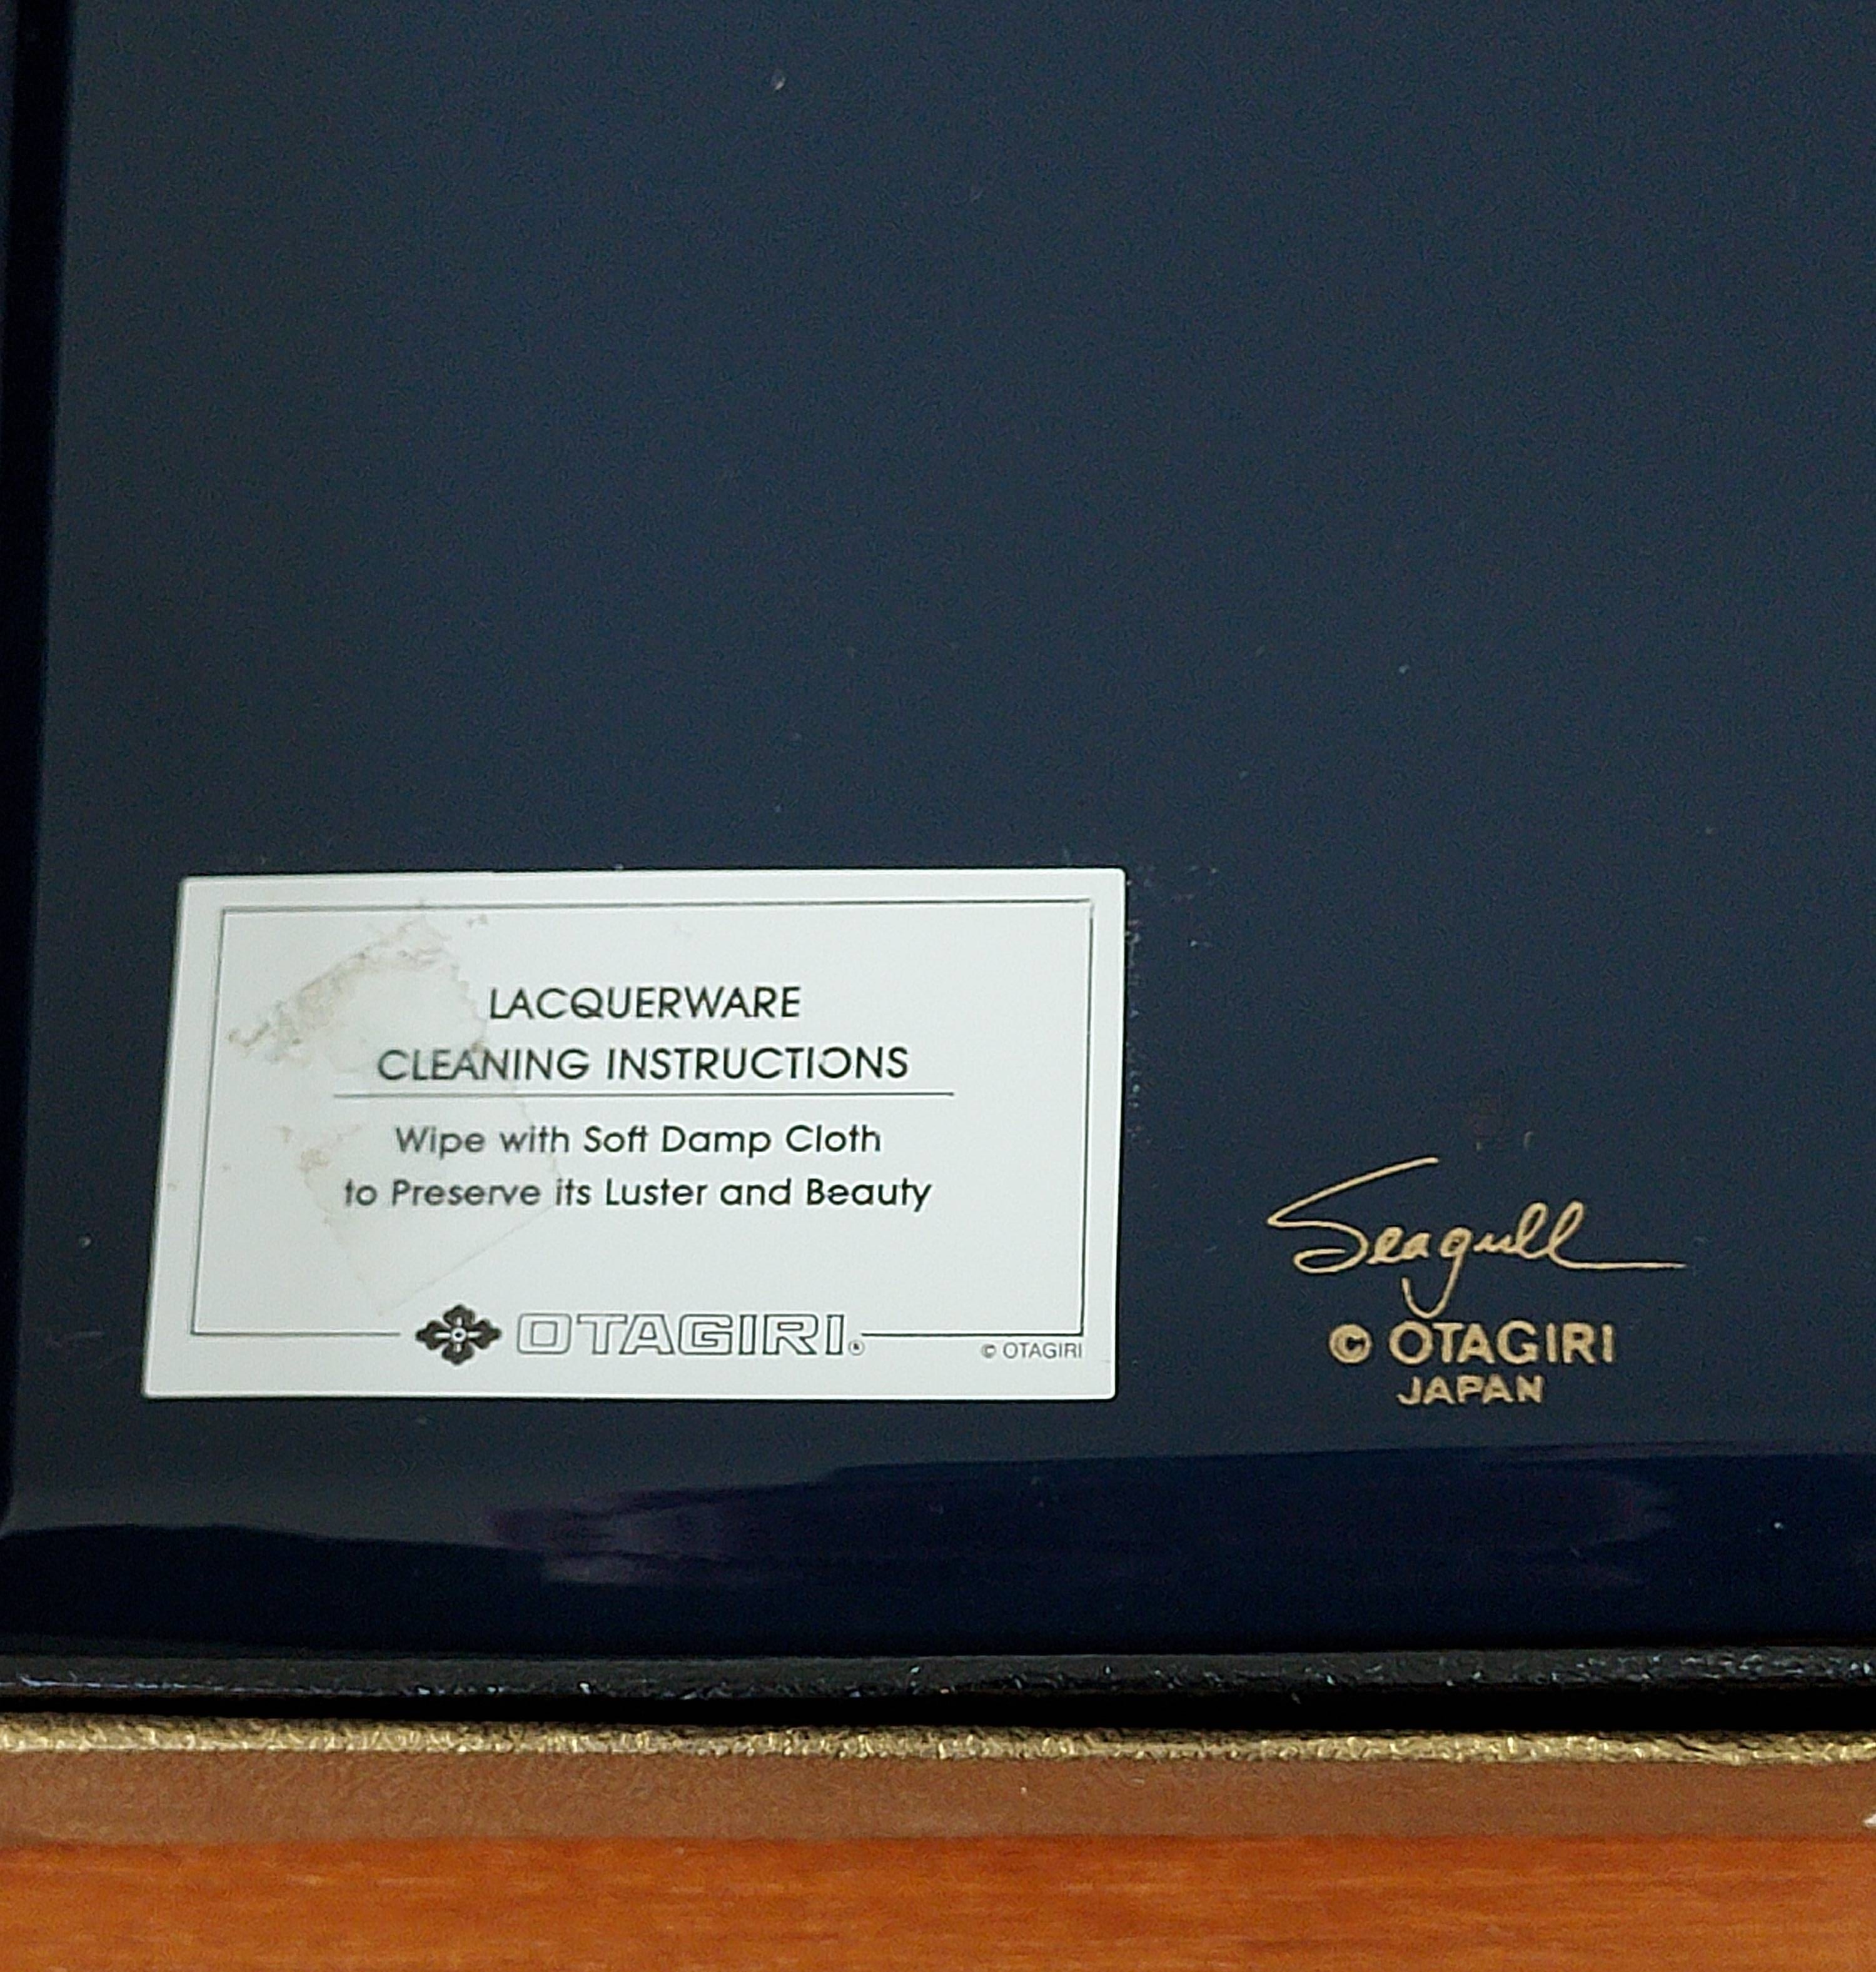 LACQUERWARE
CLEANING INSTRUCTIONS
Wipe with Soft Damp Cloth
to Preserve its Luster and Beauty
OTAGIRI®
© OTAGIRI
Seagull
© OTAGIRI
JAPAN